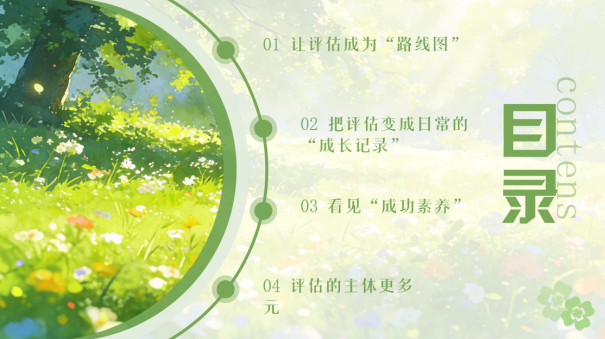 01 让评估成为“路线图”
02 把评估变成日常的
“成长记录”
03 看见“成功素养”
04 评估的主体更多
元
目录
contens